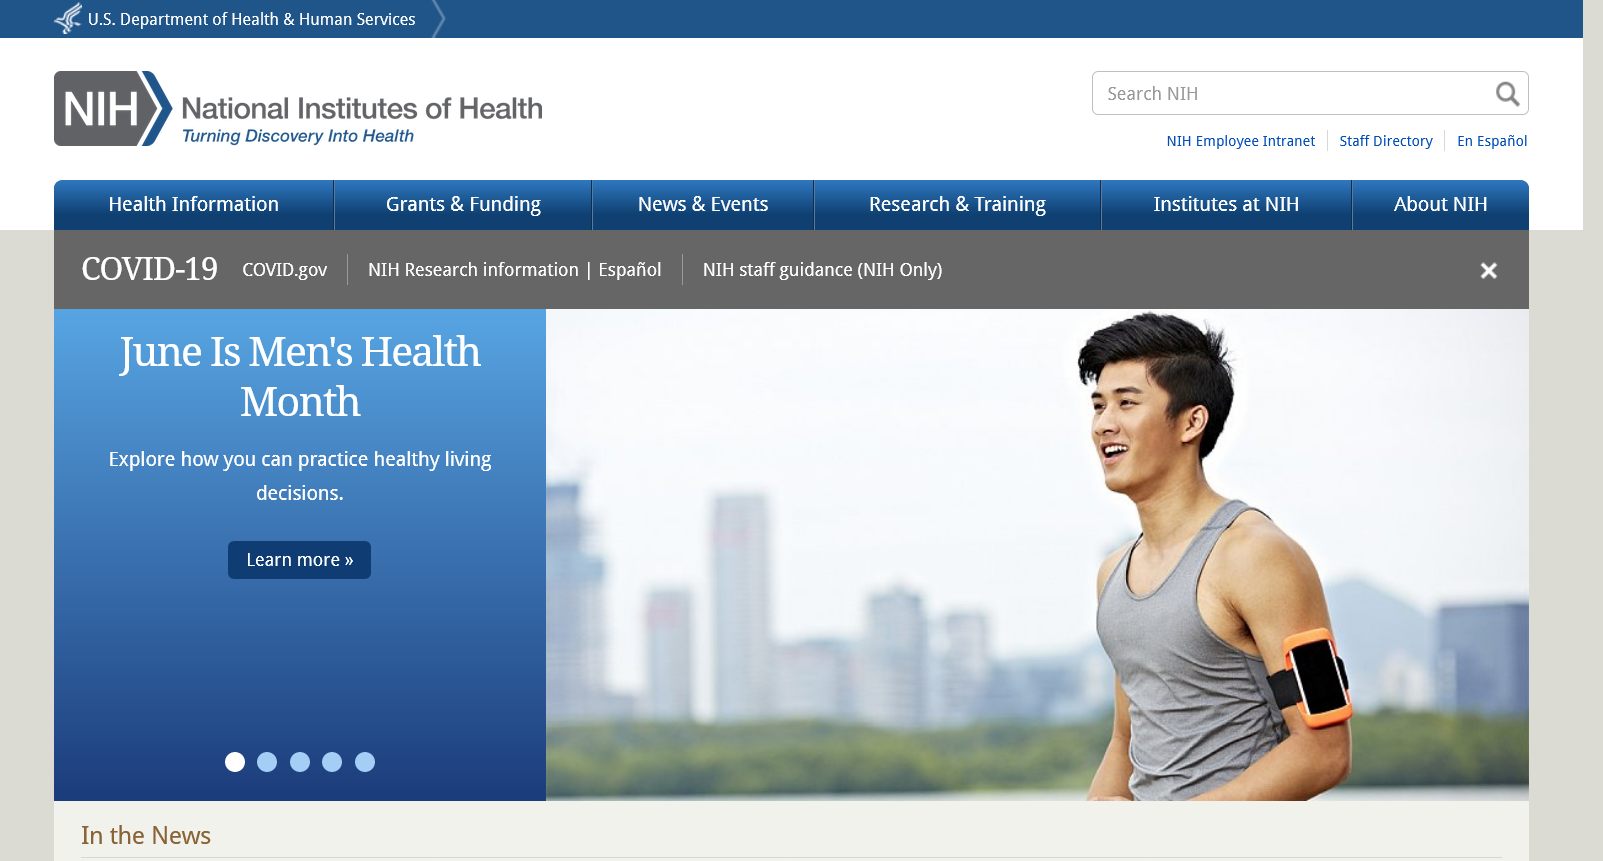 U.S. Department of Health & Human Services
NIH
National Institutes of Health
Turning Discovery Into Health
Search NIH
NIH Employee Intranet
Staff Directory
En Español
Health Information
Grants & Funding
News & Events
Research & Training
Institutes at NIH
About NIH
COVID-19
COVID.gov
NIH Research information | Español
NIH staff guidance (NIH Only)
June Is Men's Health
Month
Explore how you can practice healthy living
decisions.
Learn more »
In the News